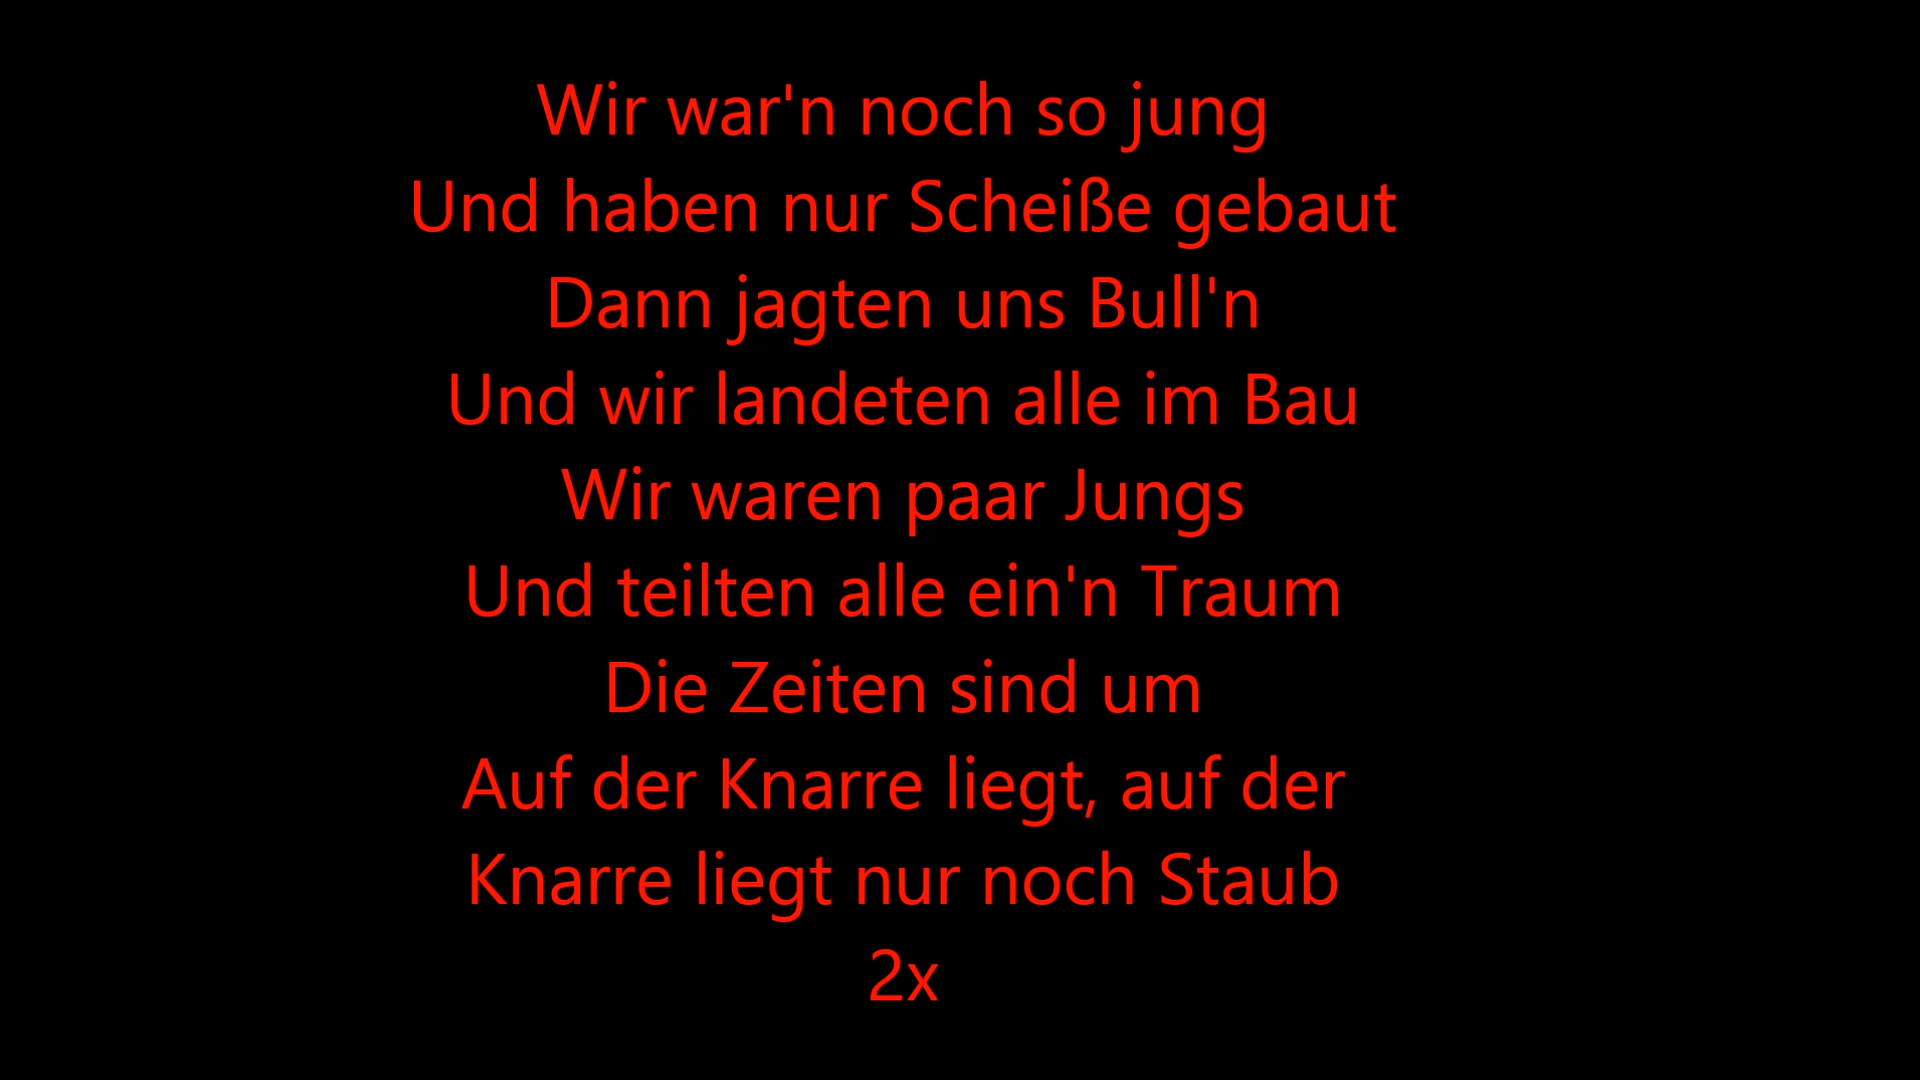 Wir war'n noch so jung
Und haben nur Scheiße gebaut
Dann jagten uns Bull'n
Und wir landeten alle im Bau
Wir waren paar Jungs
Und teilten alle ein'n Traum
Die Zeiten sind um
Auf der Knarre liegt, auf der
Knarre liegt nur noch Staub
2x